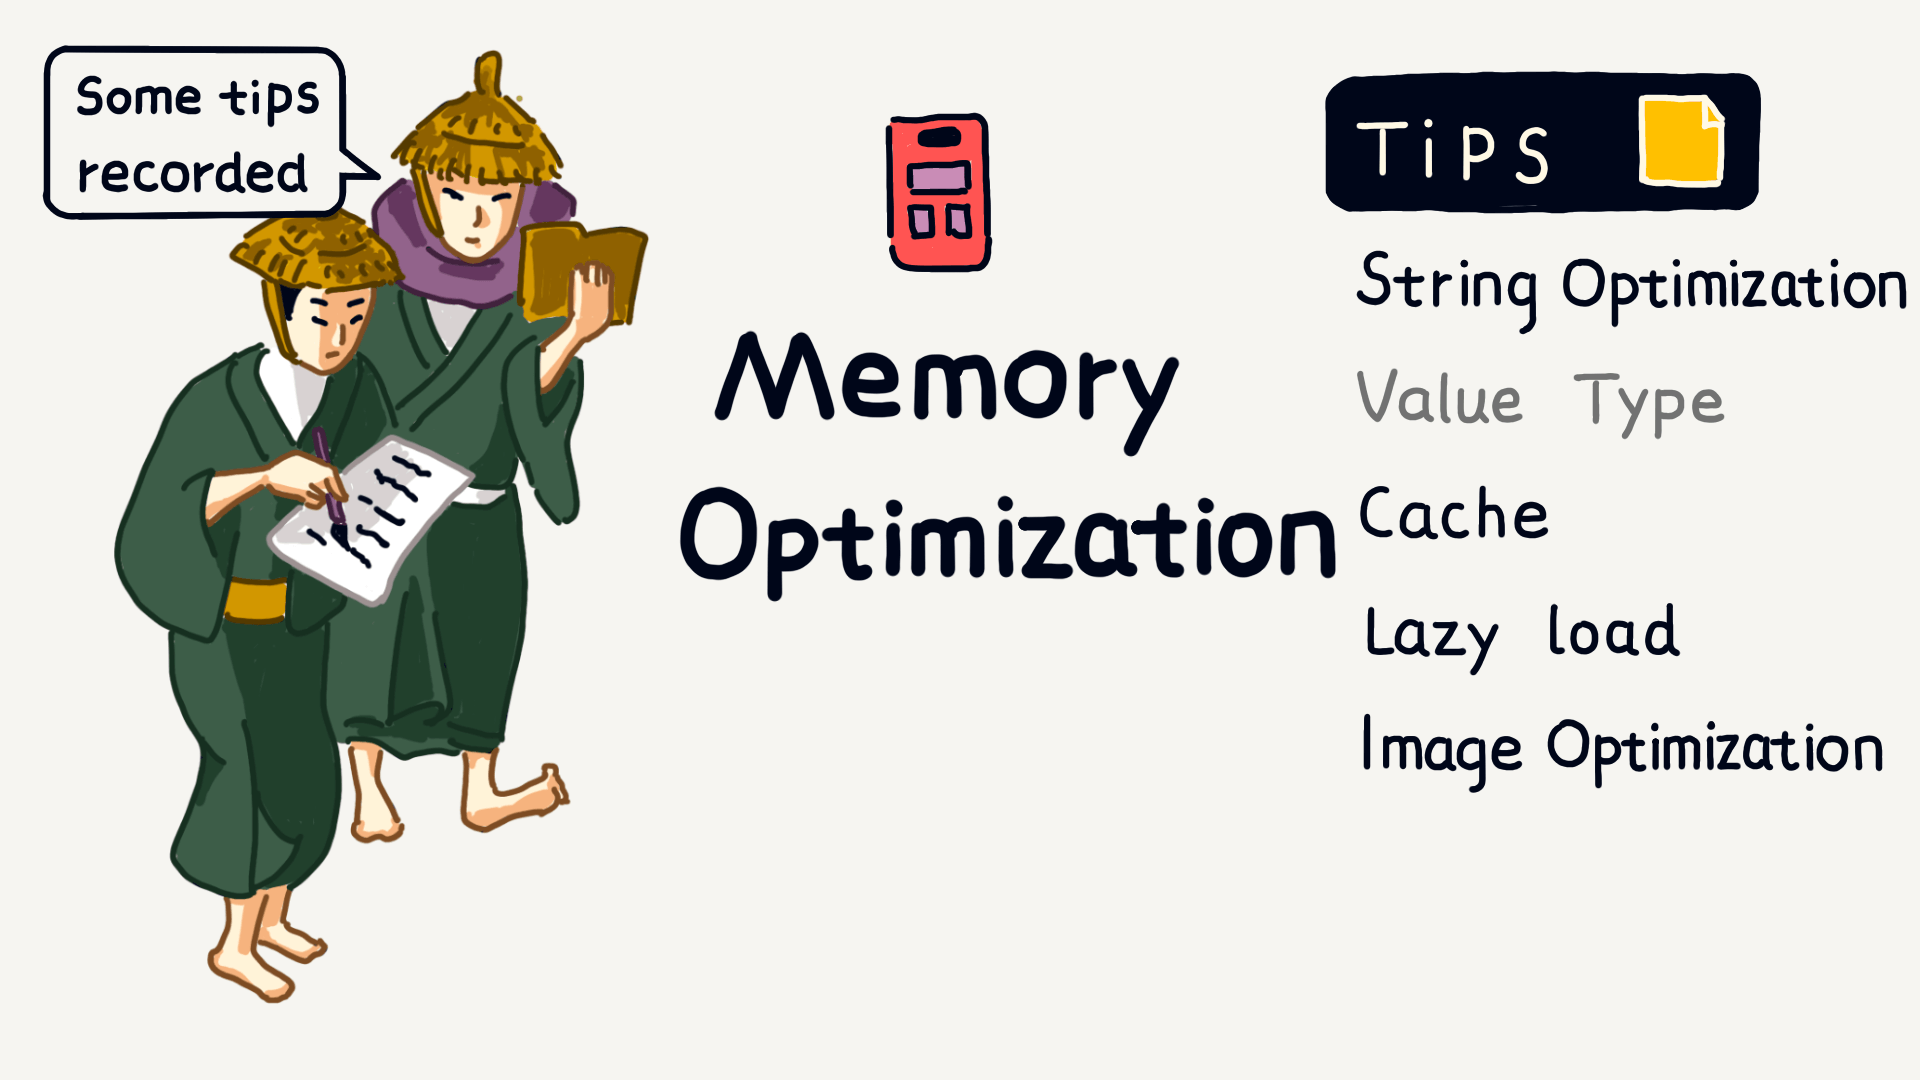 Some tips
recorded
Memory
Optimization
Tips
String Optimization
Value Type
Cache
Lazy load
Image Optimization